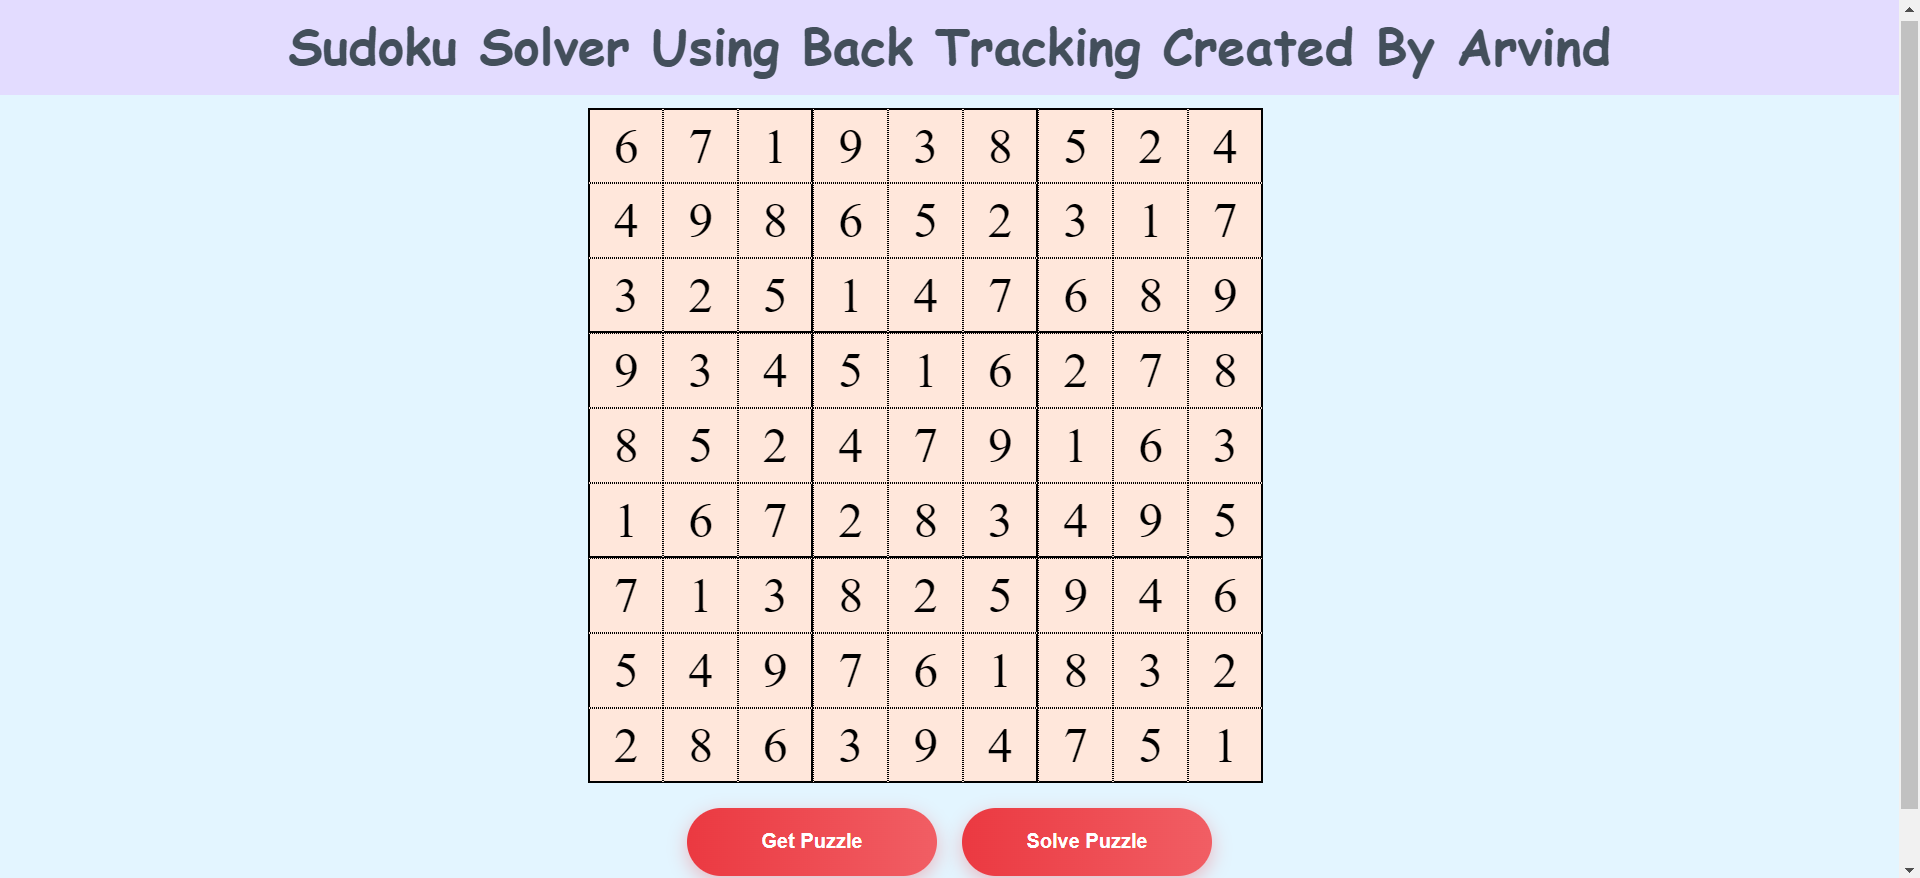 Sudoku Solver Using Back Tracking Created By Arvind
6 7 1 9 3 8 5 2 4
4 9 8 6 5 2 3 1 7
3 2 5 1 4 7 6 8 9
9 3 4 5 1 6 2 7 8
8 5 2 4 7 9 1 6 3
1 6 7 2 8 3 4 9 5
7 1 3 8 2 5 9 4 6
5 4 9 7 6 1 8 3 2
2 8 6 3 9 4 7 5 1
Get Puzzle Solve Puzzle